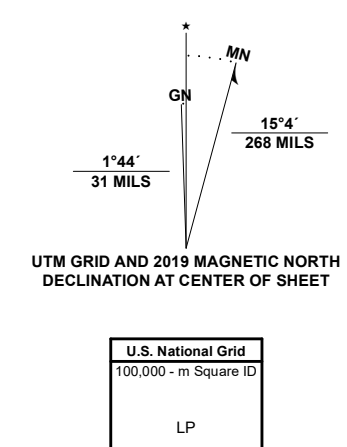 ★
MN
GN
15°4´
268 MILS
1°44´
31 MILS
UTM GRID AND 2019 MAGNETIC NORTH
DECLINATION AT CENTER OF SHEET
U.S. National Grid
100,000 - m Square ID
LP